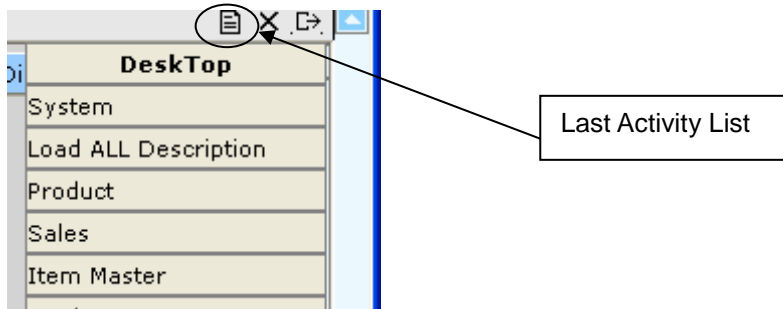 DeskTop
System
Load ALL Description
Product
Sales
Item Master
Last Activity List